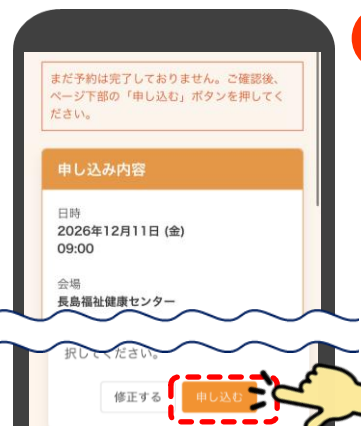 まだ予約は完了しておりません。ご確認後、
ページ下部の「申し込む」ボタンを押してく
ださい。
申し込み内容
日時
2026年12月11日 (金)
09:00
会場
長島福祉健康センター
択してください。
修正する
申し込む